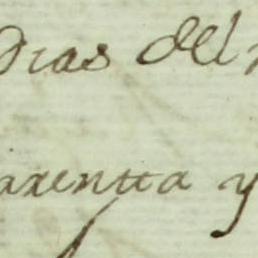 Dias del
arentta y